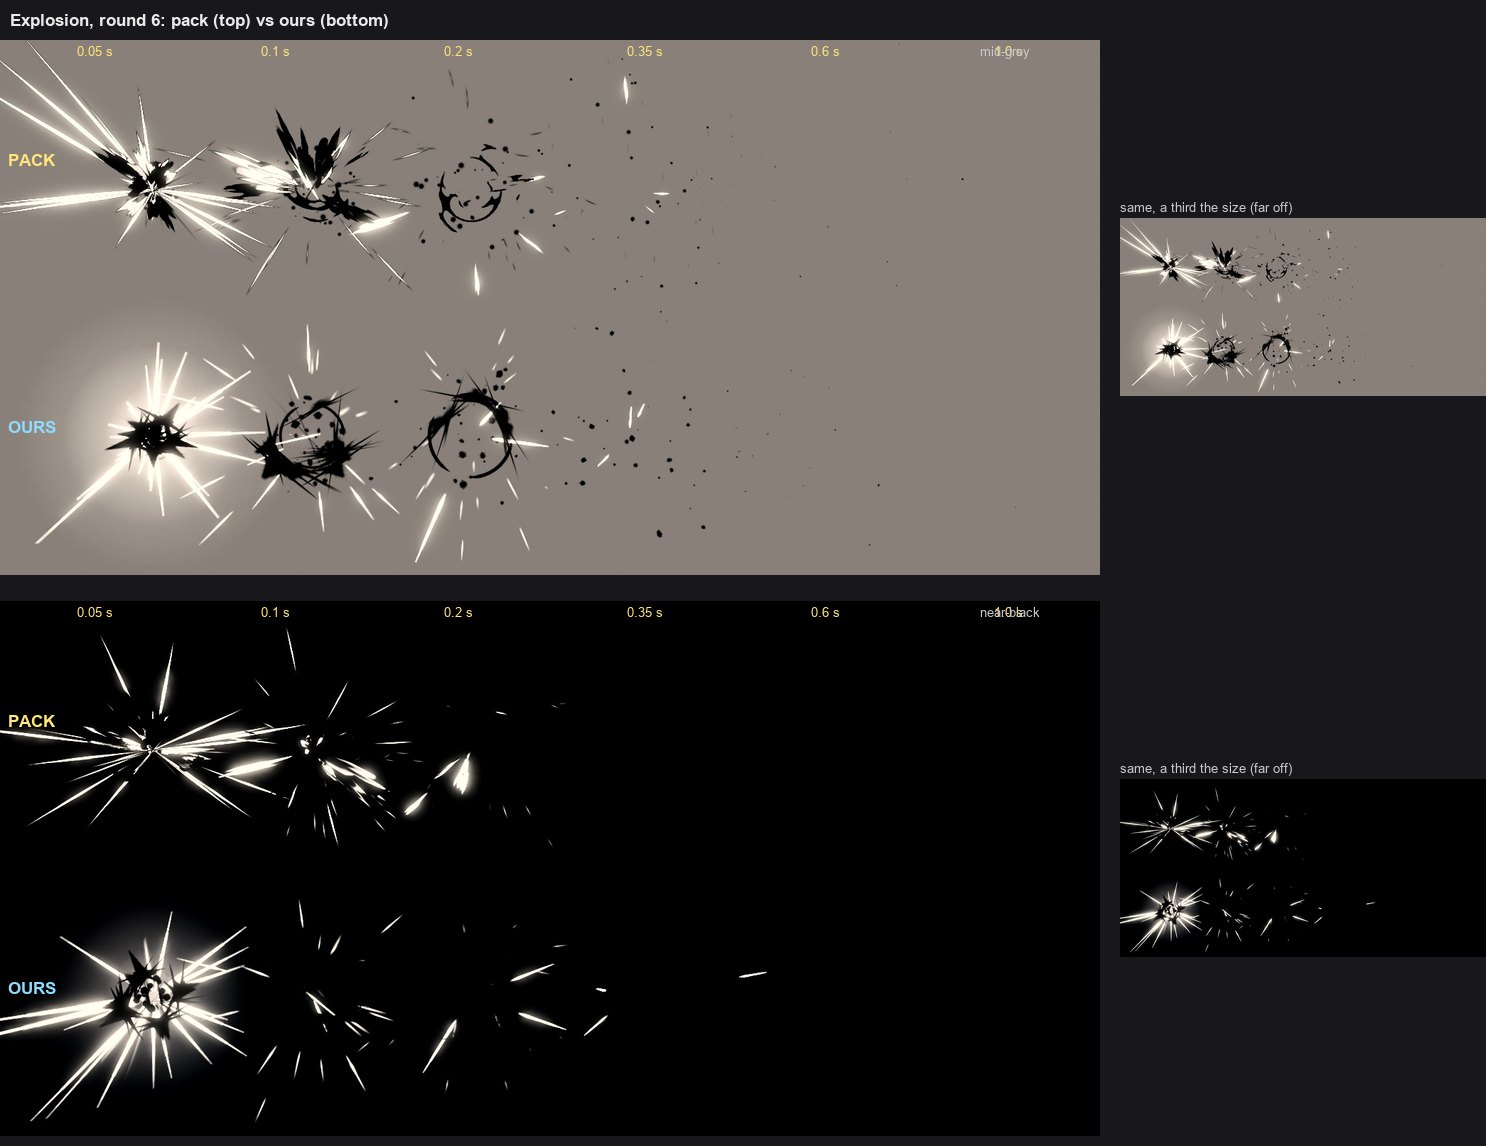 Explosion, round 6: pack (top) vs ours (bottom)
0.05 s 0.1 s 0.2 s 0.35 s 0.6 s
PACK
OURS
same, a third the size (far off)
0.05 s 0.1 s 0.2 s 0.35 s 0.6 s
PACK
OURS
same, a third the size (far off)